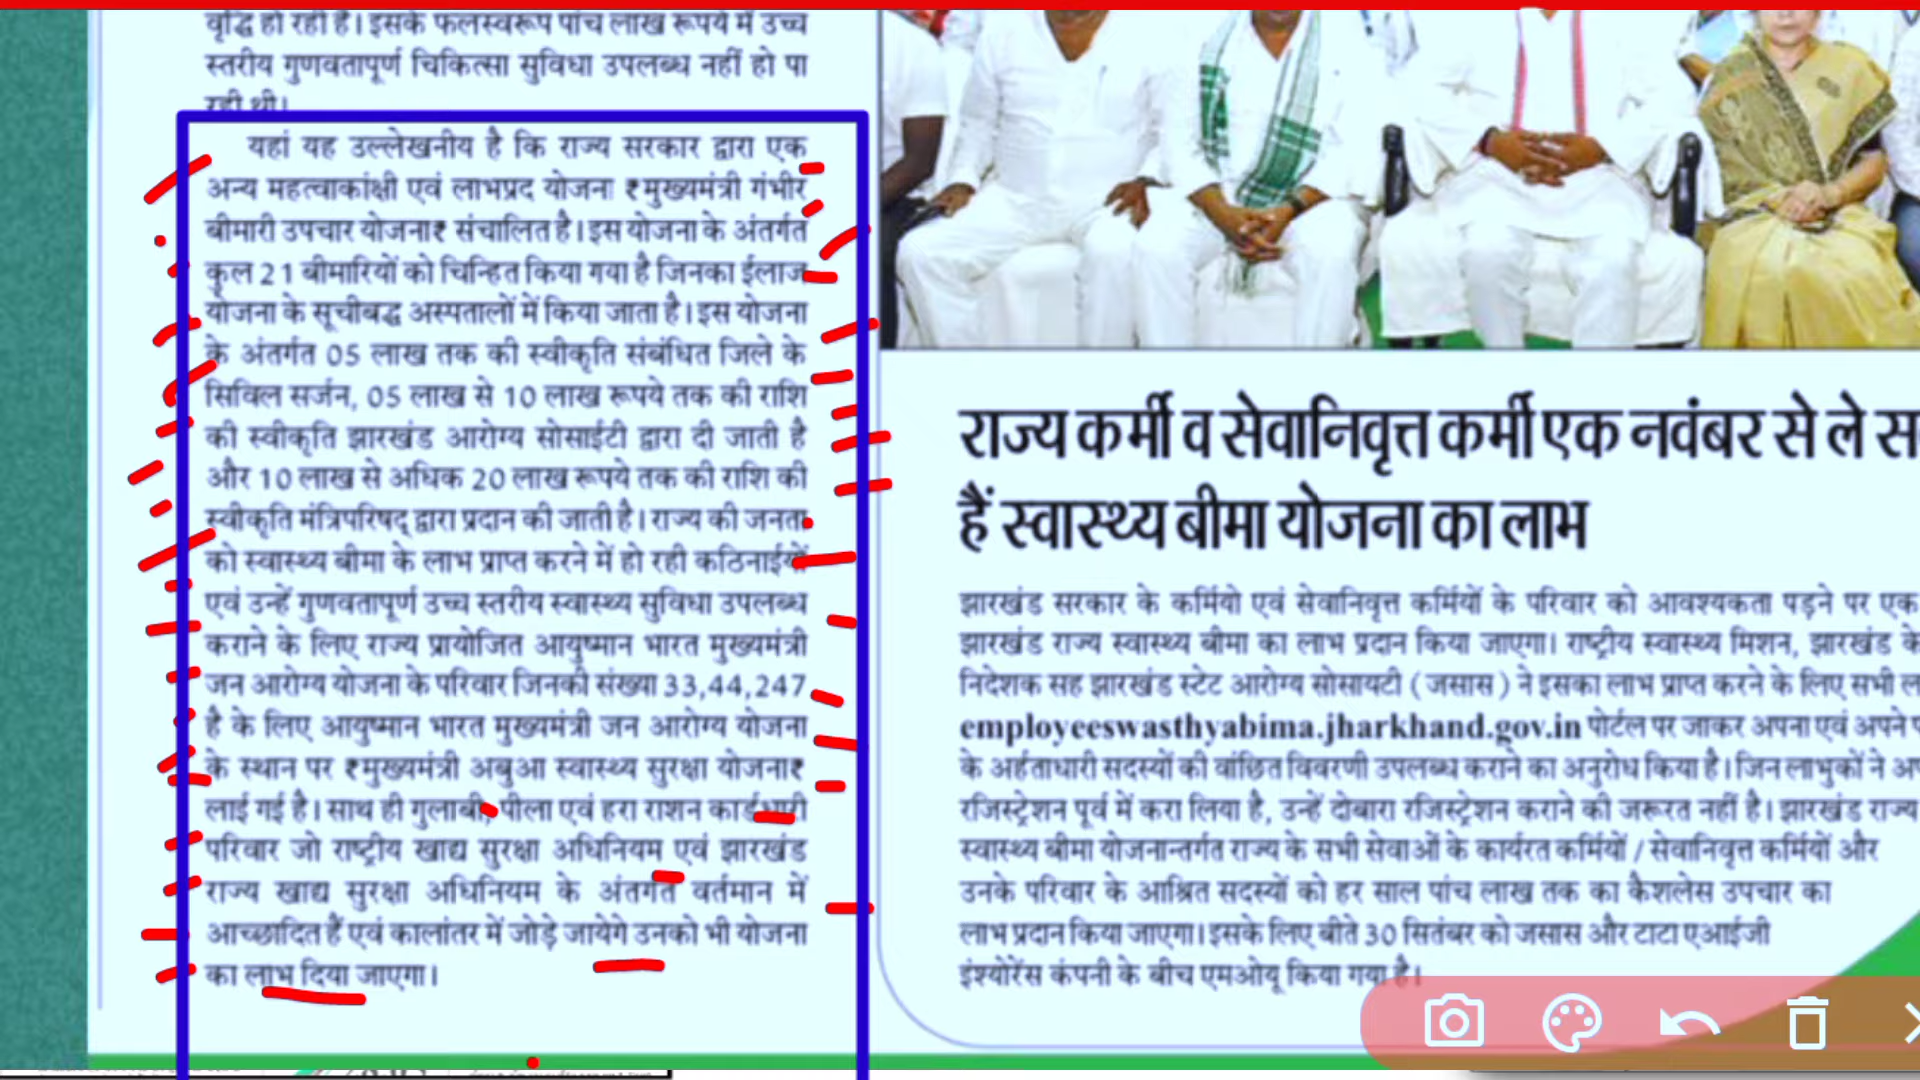 वृद्धि हो रही है। इसके फलस्वरूप पांच लाख रूपये में उच्च
स्तरीय गुणवतापूर्ण चिकित्सा सुविधा उपलब्ध नहीं हो पा
रही थी।
यहां यह उल्लेखनीय है कि राज्य सरकार द्वारा एक
अन्य महत्वाकांक्षी एवं लाभप्रद योजना ₹मुख्यमंत्री गंभीर
बीमारी उपचार योजना₹ संचालित है। इस योजना के अंतर्गत
कुल 21 बीमारियों को चिन्हित किया गया है जिनका ईलाज
योजना के सूचीबद्ध अस्पतालों में किया जाता है। इस योजना
के अंतर्गत 05 लाख तक की स्वीकृति संबंधित जिले के
सिविल सर्जन, 05 लाख से 10 लाख रूपये तक की राशि
की स्वीकृति झारखंड आरोग्य सोसाईटी द्वारा दी जाती है
और 10 लाख से अधिक 20 लाख रूपये तक की राशि की
स्वीकृति मंत्रिपरिषद् द्वारा प्रदान की जाती है। राज्य की जनता
को स्वास्थ्य बीमा के लाभ प्राप्त करने में हो रही कठिनाईयों
एवं उन्हें गुणवतापूर्ण उच्च स्तरीय स्वास्थ्य सुविधा उपलब्ध
कराने के लिए राज्य प्रायोजित आयुष्मान भारत मुख्यमंत्री
जन आरोग्य योजना के परिवार जिनकी संख्या 33,44,247
है के लिए आयुष्मान भारत मुख्यमंत्री जन आरोग्य योजना
के स्थान पर ₹मुख्यमंत्री अबुआ स्वास्थ्य सुरक्षा योजना₹
लाई गई है। साथ ही गुलाबी, पीला एवं हरा राशन कार्डधारी
परिवार जो राष्ट्रीय खाद्य सुरक्षा अधिनियम एवं झारखंड
राज्य खाद्य सुरक्षा अधिनियम के अंतर्गत वर्तमान में
आच्छादित हैं एवं कालांतर में जोड़े जायेगे उनको भी योजना
का लाभ दिया जाएगा।
राज्य कर्मी व सेवानिवृत्त कर्मी एक नवंबर से ले
हैं स्वास्थ्य बीमा योजना का लाभ
झारखंड सरकार के कर्मियो एवं सेवानिवृत्त कर्मियों के परिवार को आवश्यकता पड़ने पर एक
झारखंड राज्य स्वास्थ्य बीमा का लाभ प्रदान किया जाएगा। राष्ट्रीय स्वास्थ्य मिशन, झारखंड के
निदेशक सह झारखंड स्टेट आरोग्य सोसायटी (जसास) ने इसका लाभ प्राप्त करने के लिए सभी
employeeswasthyabima.jharkhand.gov.in पोर्टल पर जाकर अपना एवं अपने
के अर्हताधारी सदस्यों की वांछित विवरणी उपलब्ध कराने का अनुरोध किया है। जिन लाभुकों ने
रजिस्ट्रेशन पूर्व में करा लिया है, उन्हें दोबारा रजिस्ट्रेशन कराने की जरूरत नहीं है। झारखंड राज्य
स्वास्थ्य बीमा योजनान्तर्गत राज्य के सभी सेवाओं के कार्यरत कर्मियों / सेवानिवृत्त कर्मियों और
उनके परिवार के आश्रित सदस्यों को हर साल पांच लाख तक का कैशलेस उपचार का
लाभ प्रदान किया जाएगा। इसके लिए बीते 30 सितंबर को जसास और टाटा एआईजी
इंश्योरेंस कंपनी के बीच एमओयू किया गया है।